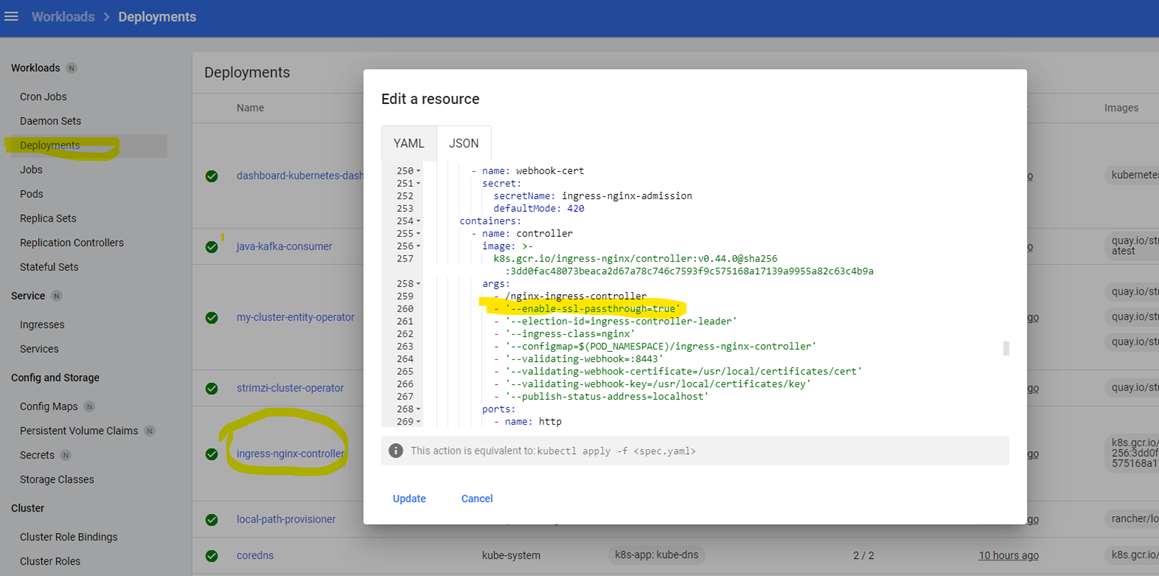 Workloads > Deployments
Workloads N
Cron Jobs
Daemon Sets
Deployments
Jobs
Pods
Replica Sets
Replication Controllers
Stateful Sets
Service N
Ingresses
Services
Config and Storage
Config Maps N
Persistent Volume Claims N
Secrets N
Storage Classes
Cluster
Cluster Role Bindings
Cluster Roles
Deployments
Name
Images
dashboard-kubernetes-dash
kubernetes
java-kafka-consumer
quay.io/str
atest
my-cluster-entity-operator
quay.io/str
quay.io/str
quay.io/str
strimzi-cluster-operator
go
quay.io/str
ingress-nginx-controller
go
k8s.gcr.io/
256:3dd0f
575168a17
local-path-provisioner
go
rancher/lo
coredns
kube-system
k8s-app: kube-dns
2 / 2
10 hours ago
k8s.gcr.io/
Edit a resource
YAML
JSON
250 - name: webhook-cert
251 secret:
252 secretName: ingress-nginx-admission
253 defaultMode: 420
254 containers:
255 - name: controller
256 image: >-
257 k8s.gcr.io/ingress-nginx/controller:v0.44.0@sha256
:3dd0fac48073beaca2d67a78c746c7593f9c575168a17139a9955a82c63c4b9a
258 args:
259 - /nginx-ingress-controller
260 - '--enable-ssl-passthrough=true'
261 - '--election-id=ingress-controller-leader'
262 - '--ingress-class=nginx'
263 - '--configmap=$(POD_NAMESPACE)/ingress-nginx-controller'
264 - '--validating-webhook=:8443'
265 - '--validating-webhook-certificate=/usr/local/certificates/cert'
266 - '--validating-webhook-key=/usr/local/certificates/key'
267 - '--publish-status-address=localhost'
268 ports:
269 - name: http
This action is equivalent to: kubectl apply -f <spec.yaml>
Update
Cancel